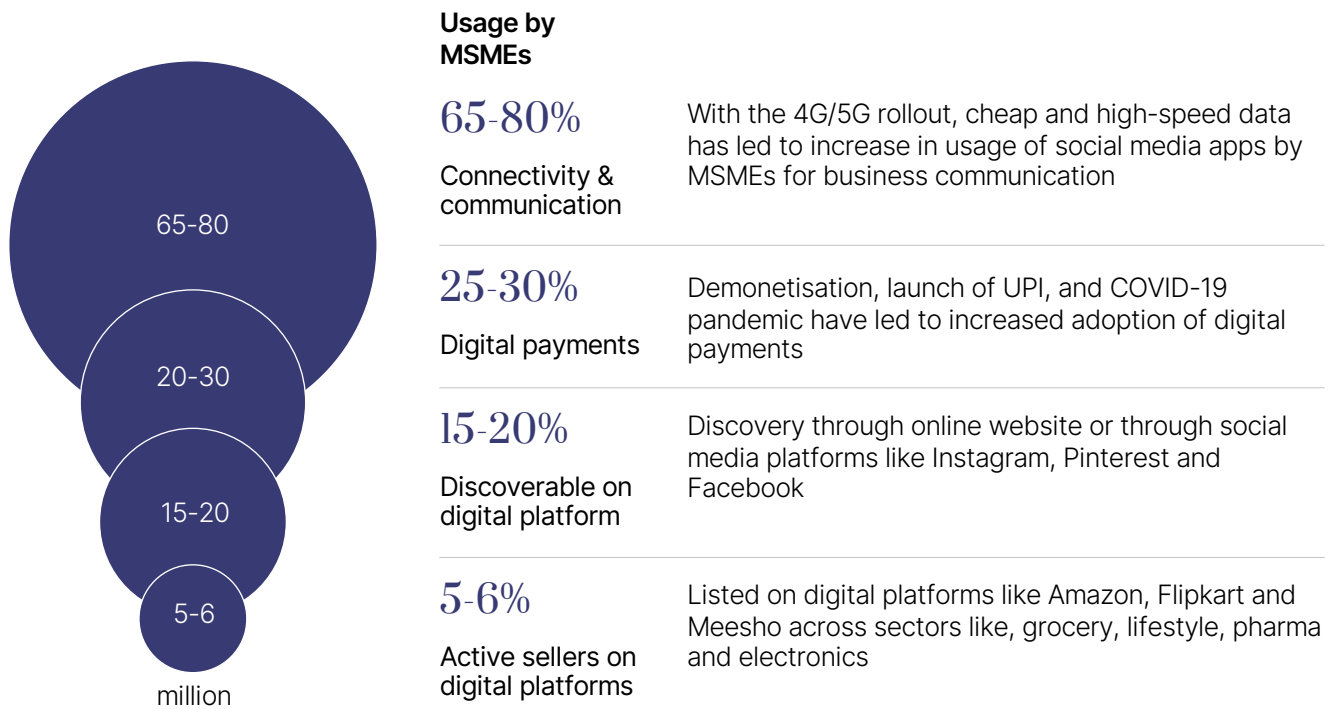 Usage by
MSMEs
65-80
20-30
15-20
5-6
million
65-80%
Connectivity &
communication
With the 4G/5G rollout, cheap and high-speed data
has led to increase in usage of social media apps by
MSMEs for business communication
25-30%
Digital payments
Demonetisation, launch of UPI, and COVID-19
pandemic have led to increased adoption of digital
payments
15-20%
Discoverable on
digital platform
Discovery through online website or through social
media platforms like Instagram, Pinterest and
Facebook
5-6%
Active sellers on
digital platforms
Listed on digital platforms like Amazon, Flipkart and
Meesho across sectors like, grocery, lifestyle, pharma
and electronics